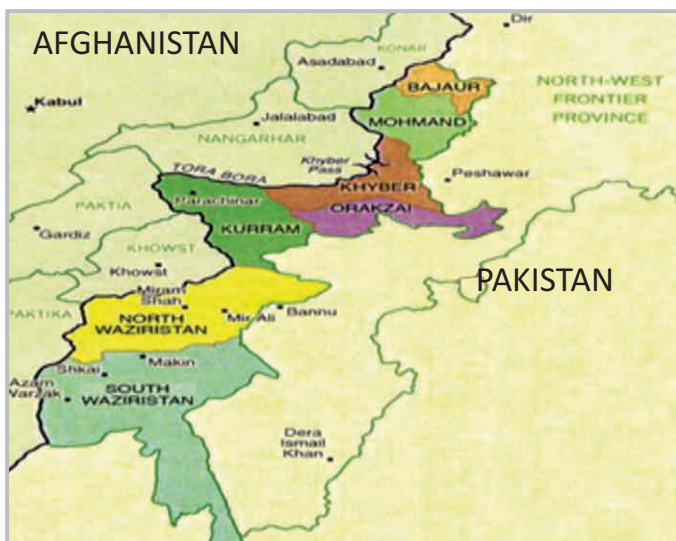 AFGHANISTAN
Dir
KONAR
Asadabad
BAJAUR
NORTH-WEST
FRONTIER
PROVINCE
Kabul
Jalalabad
MOHMAND
NANGARHAR
TORA BORA
Khyber
Pass
Peshawar
KHYBER
Parachinar
PAKTIA
ORAKZAI
Gardiz
KURRAM
KHOWST
Khowst
PAKISTAN
Miram
Shah
PAKTIKA
NORTH
WAZIRISTAN
Mir Ali
Bannu
Shkai
Makin
Azam
Warzak
SOUTH
WAZIRISTAN
Dera
Ismail
Khan